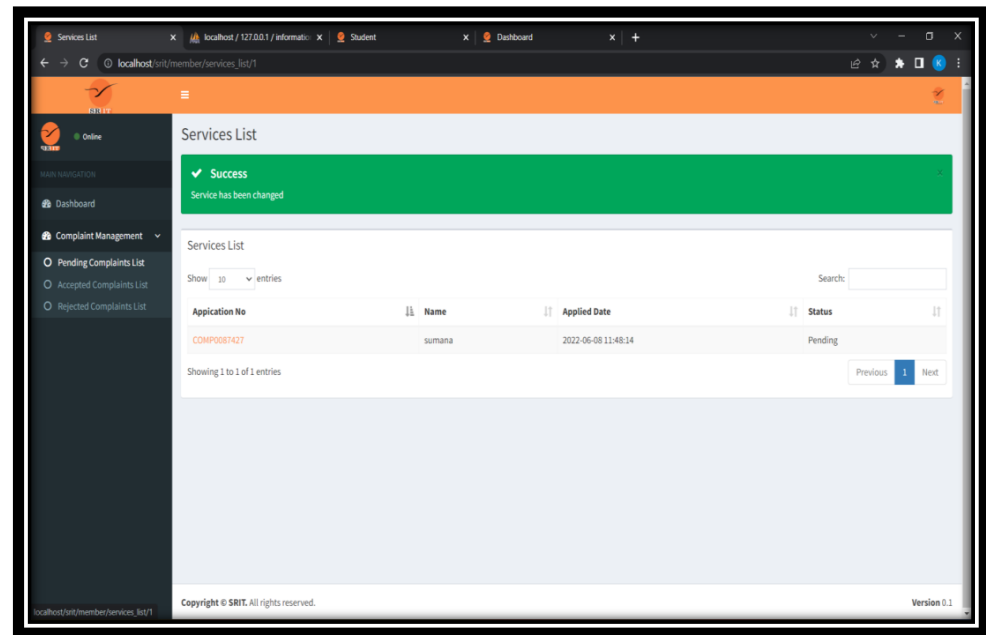 Services List
localhost / 127.0.0.1 / informatio
Student
Dashboard
localhost/srit/member/services_list/1
K
SRIT
SRIT
Online
Services List
MAIN NAVIGATION
Dashboard
Complaint Management
Pending Complaints List
Accepted Complaints List
Rejected Complaints List
Success
Service has been changed
Services List
Show 10 entries
Search:
Appication No Name Applied Date Status
COMP0087427 sumana 2022-06-08 11:48:14 Pending
Showing 1 to 1 of 1 entries
Previous 1 Next
Copyright © SRIT. All rights reserved.
Version 0.1
localhost/srit/member/services_list/1